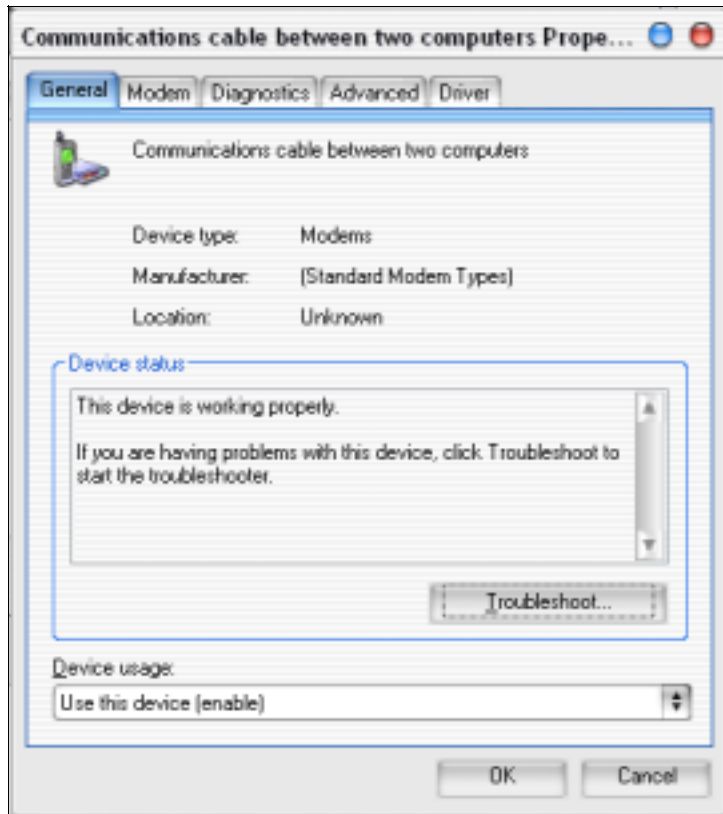 Communications cable between two computers Prope...
General Modem Diagnostics Advanced Driver
Communications cable between two computers
Device type: Modems
Manufacturer: (Standard Modem Types)
Location: Unknown
Device status
This device is working properly.
If you are having problems with this device, click Troubleshoot to
start the troubleshooter.
Troubleshoot...
Device usage:
Use this device (enable)
OK Cancel